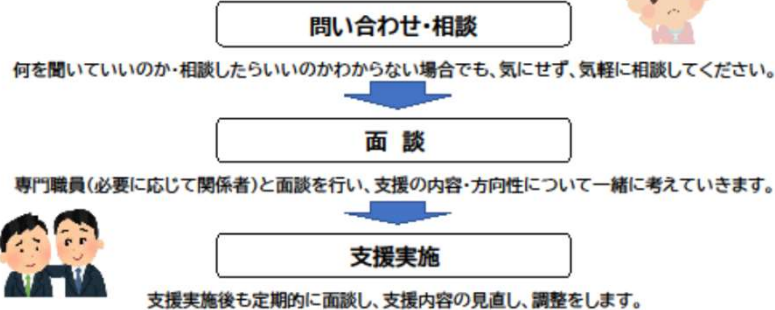 問い合わせ・相談
何を聞いていいのか・相談したらいいのかわからない場合でも、気にせず、気軽に相談してください。
面 談
専門職員(必要に応じて関係者)と面談を行い、支援の内容・方向性について一緒に考えていきます。
支援実施
支援実施後も定期的に面談し、支援内容の見直し、調整をします。